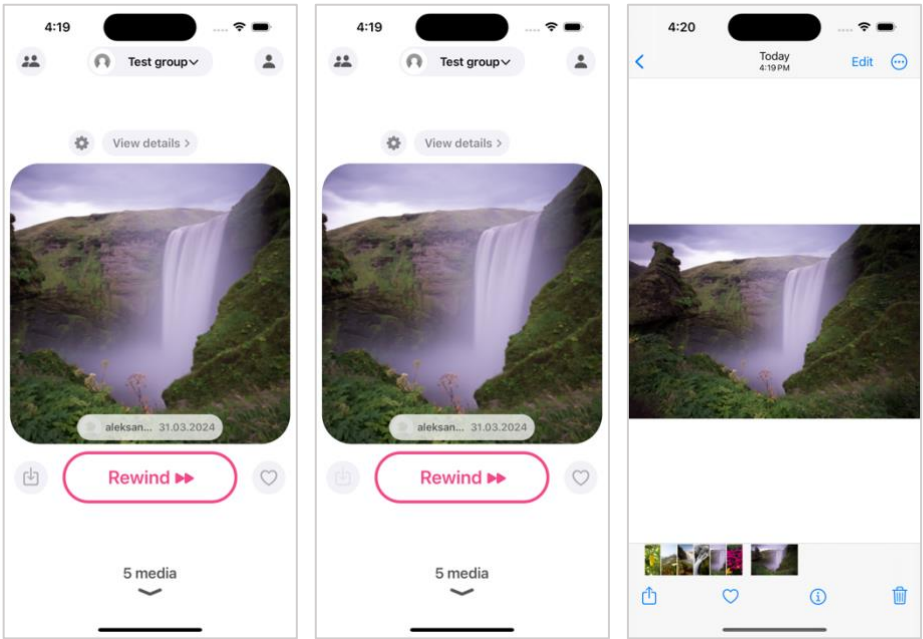 4:19
Test group
View details >
aleksan... 31.03.2024
Rewind
5 media
4:19
Test group
View details >
aleksan... 31.03.2024
Rewind
5 media
4:20
Today
4:19 PM
Edit